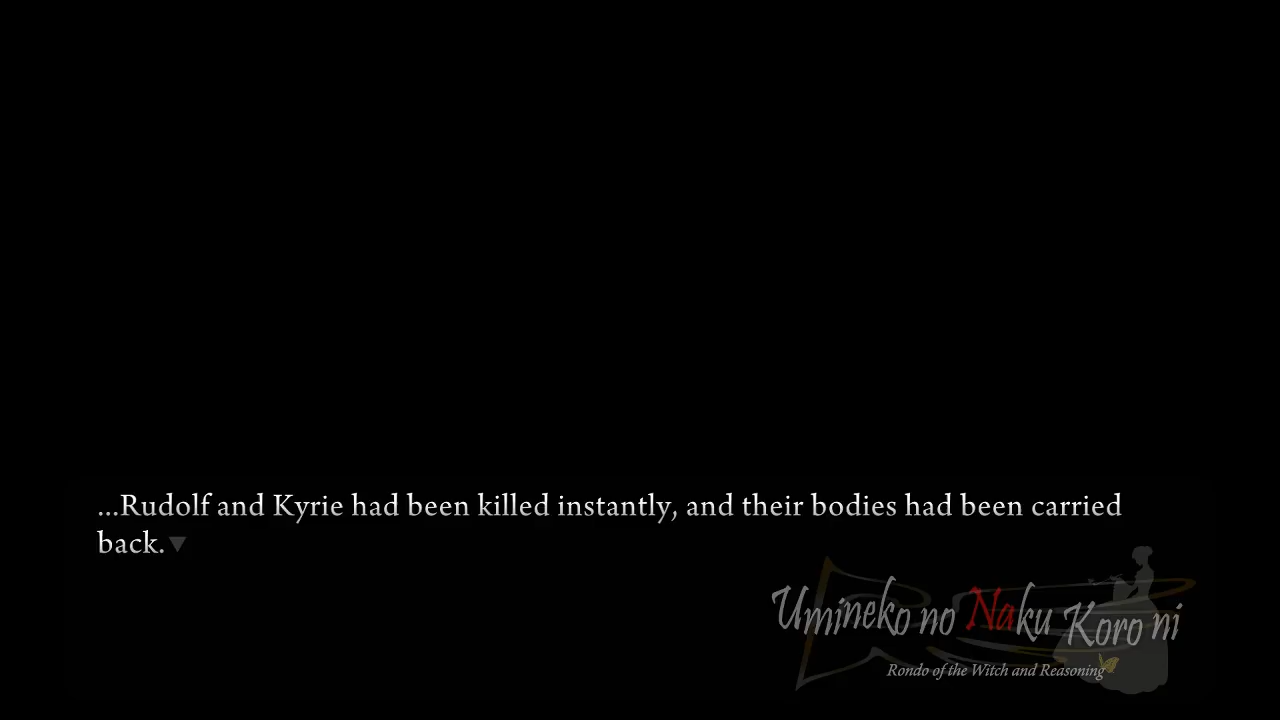 ...Rudolf and Kyrie had been killed instantly, and their bodies had been carried
back.
Umineko no Naku Koro ni
Rondo of the Witch and Reasoning